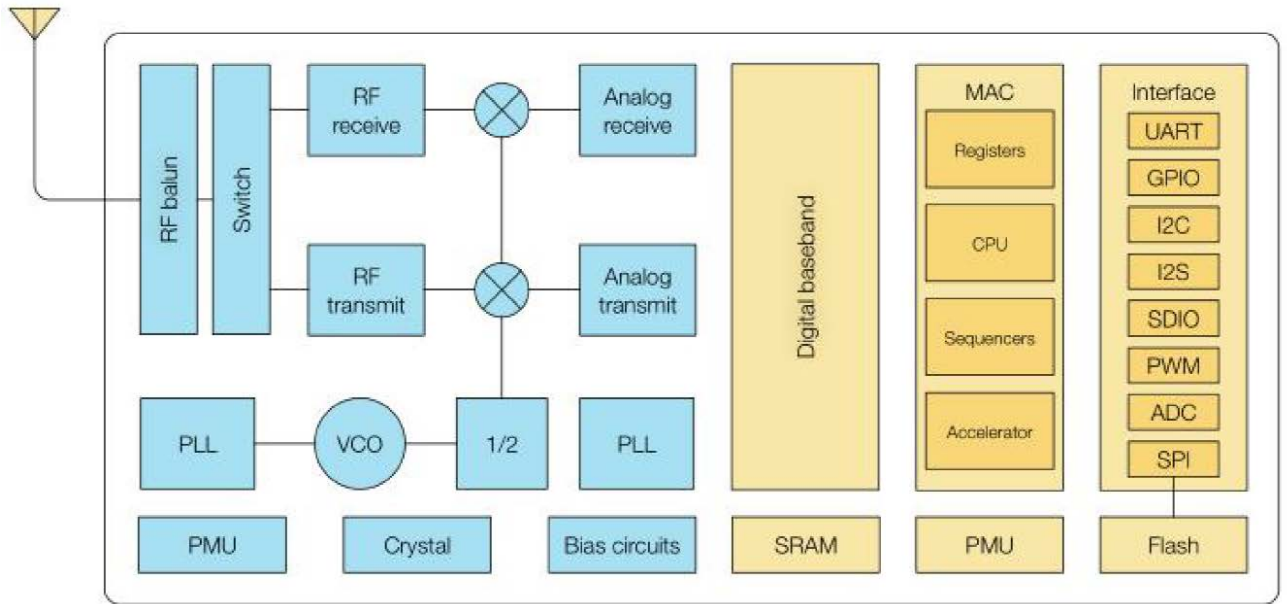 RF balun
Switch
RF
receive
Analog
receive
RF
transmit
Analog
transmit
PLL
VCO
1/2
PLL
PMU
Crystal
Bias circuits
Digital baseband
SRAM
MAC
Registers
CPU
Sequencers
Accelerator
PMU
Interface
UART
GPIO
I2C
I2S
SDIO
PWM
ADC
SPI
Flash